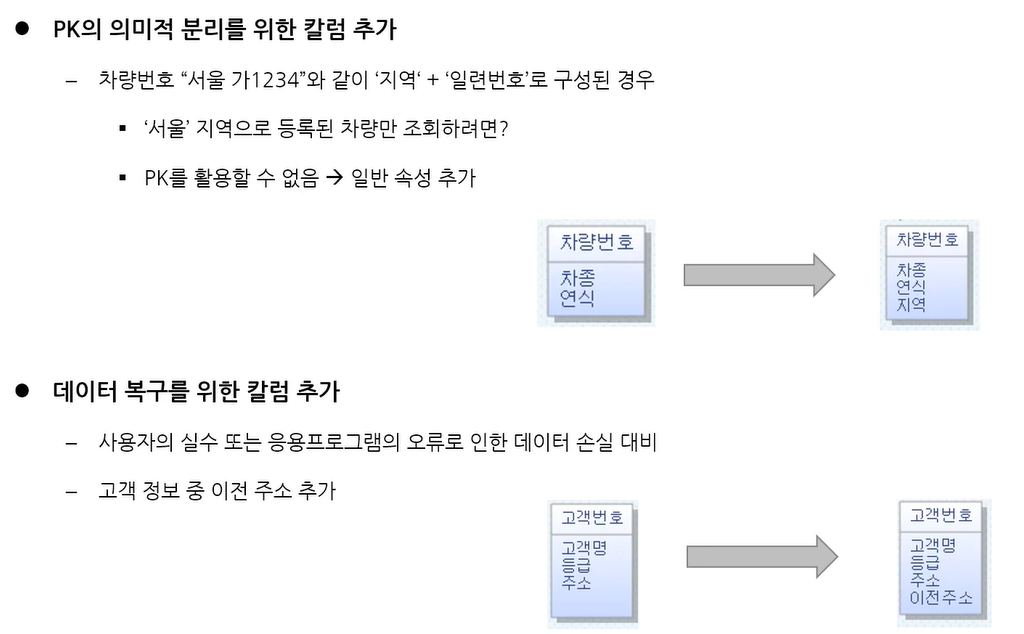 ● PK의 의미적 분리를 위한 칼럼 추가
– 차량번호 “서울 가1234”와 같이 ‘지역‘ + ‘일련번호’로 구성된 경우
▪ ‘서울’ 지역으로 등록된 차량만 조회하려면?
▪ PK를 활용할 수 없음 → 일반 속성 추가
차량번호
차종
연식
차량번호
차종
연식
지역
● 데이터 복구를 위한 칼럼 추가
– 사용자의 실수 또는 응용프로그램의 오류로 인한 데이터 손실 대비
– 고객 정보 중 이전 주소 추가
고객번호
고객명
등급
주소
고객번호
고객명
등급
주소
이전주소